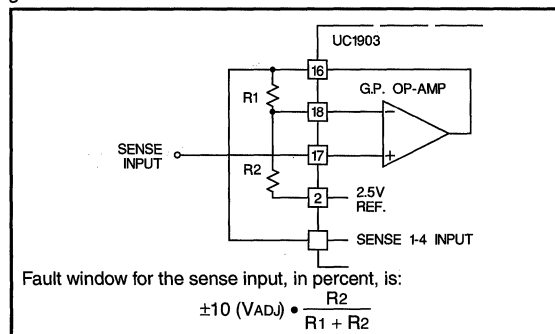 UC1903
16
G.P. OP-AMP
R1
18
SENSE
INPUT
17
R2
2
2.5V
REF.
SENSE 1-4 INPUT
Fault window for the sense input, in percent, is:
±10 (VADJ) • R2
R1 + R2